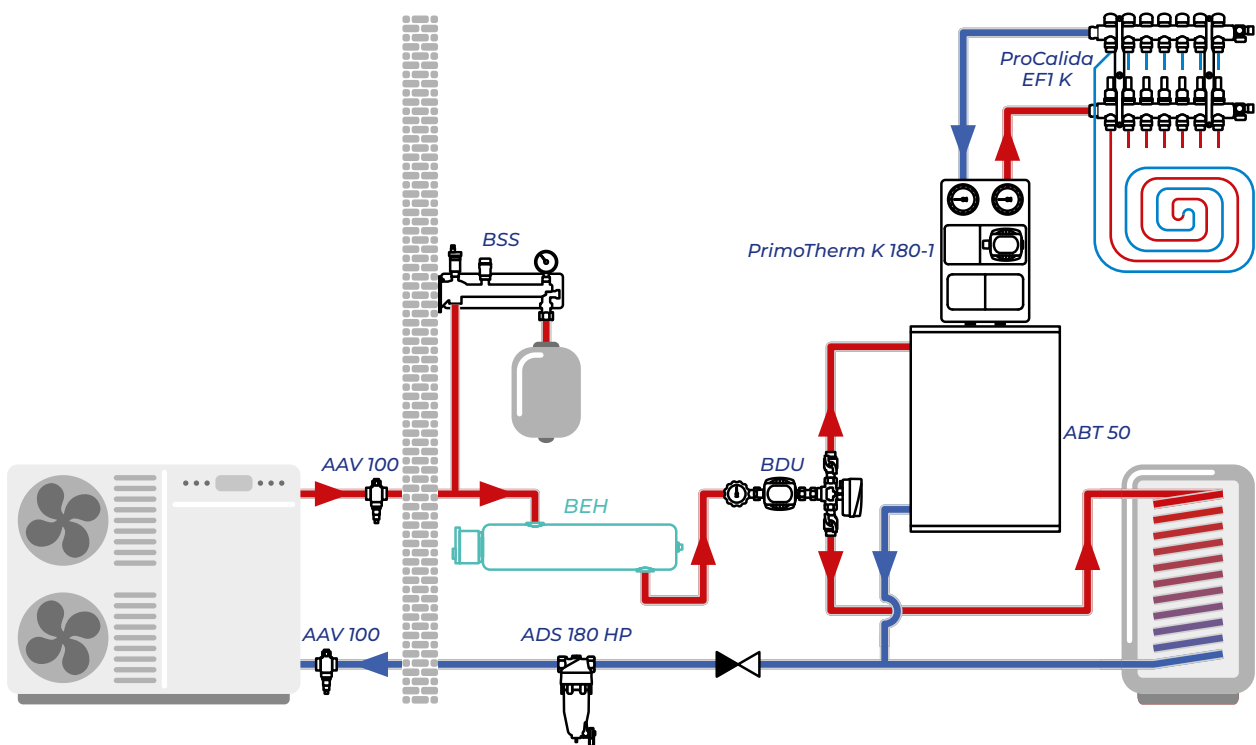 ProCalida
EF1 K
BSS
PrimoTherm K 180-1
AAV 100
BDU
ABT 50
BEH
AAV 100
ADS 180 HP